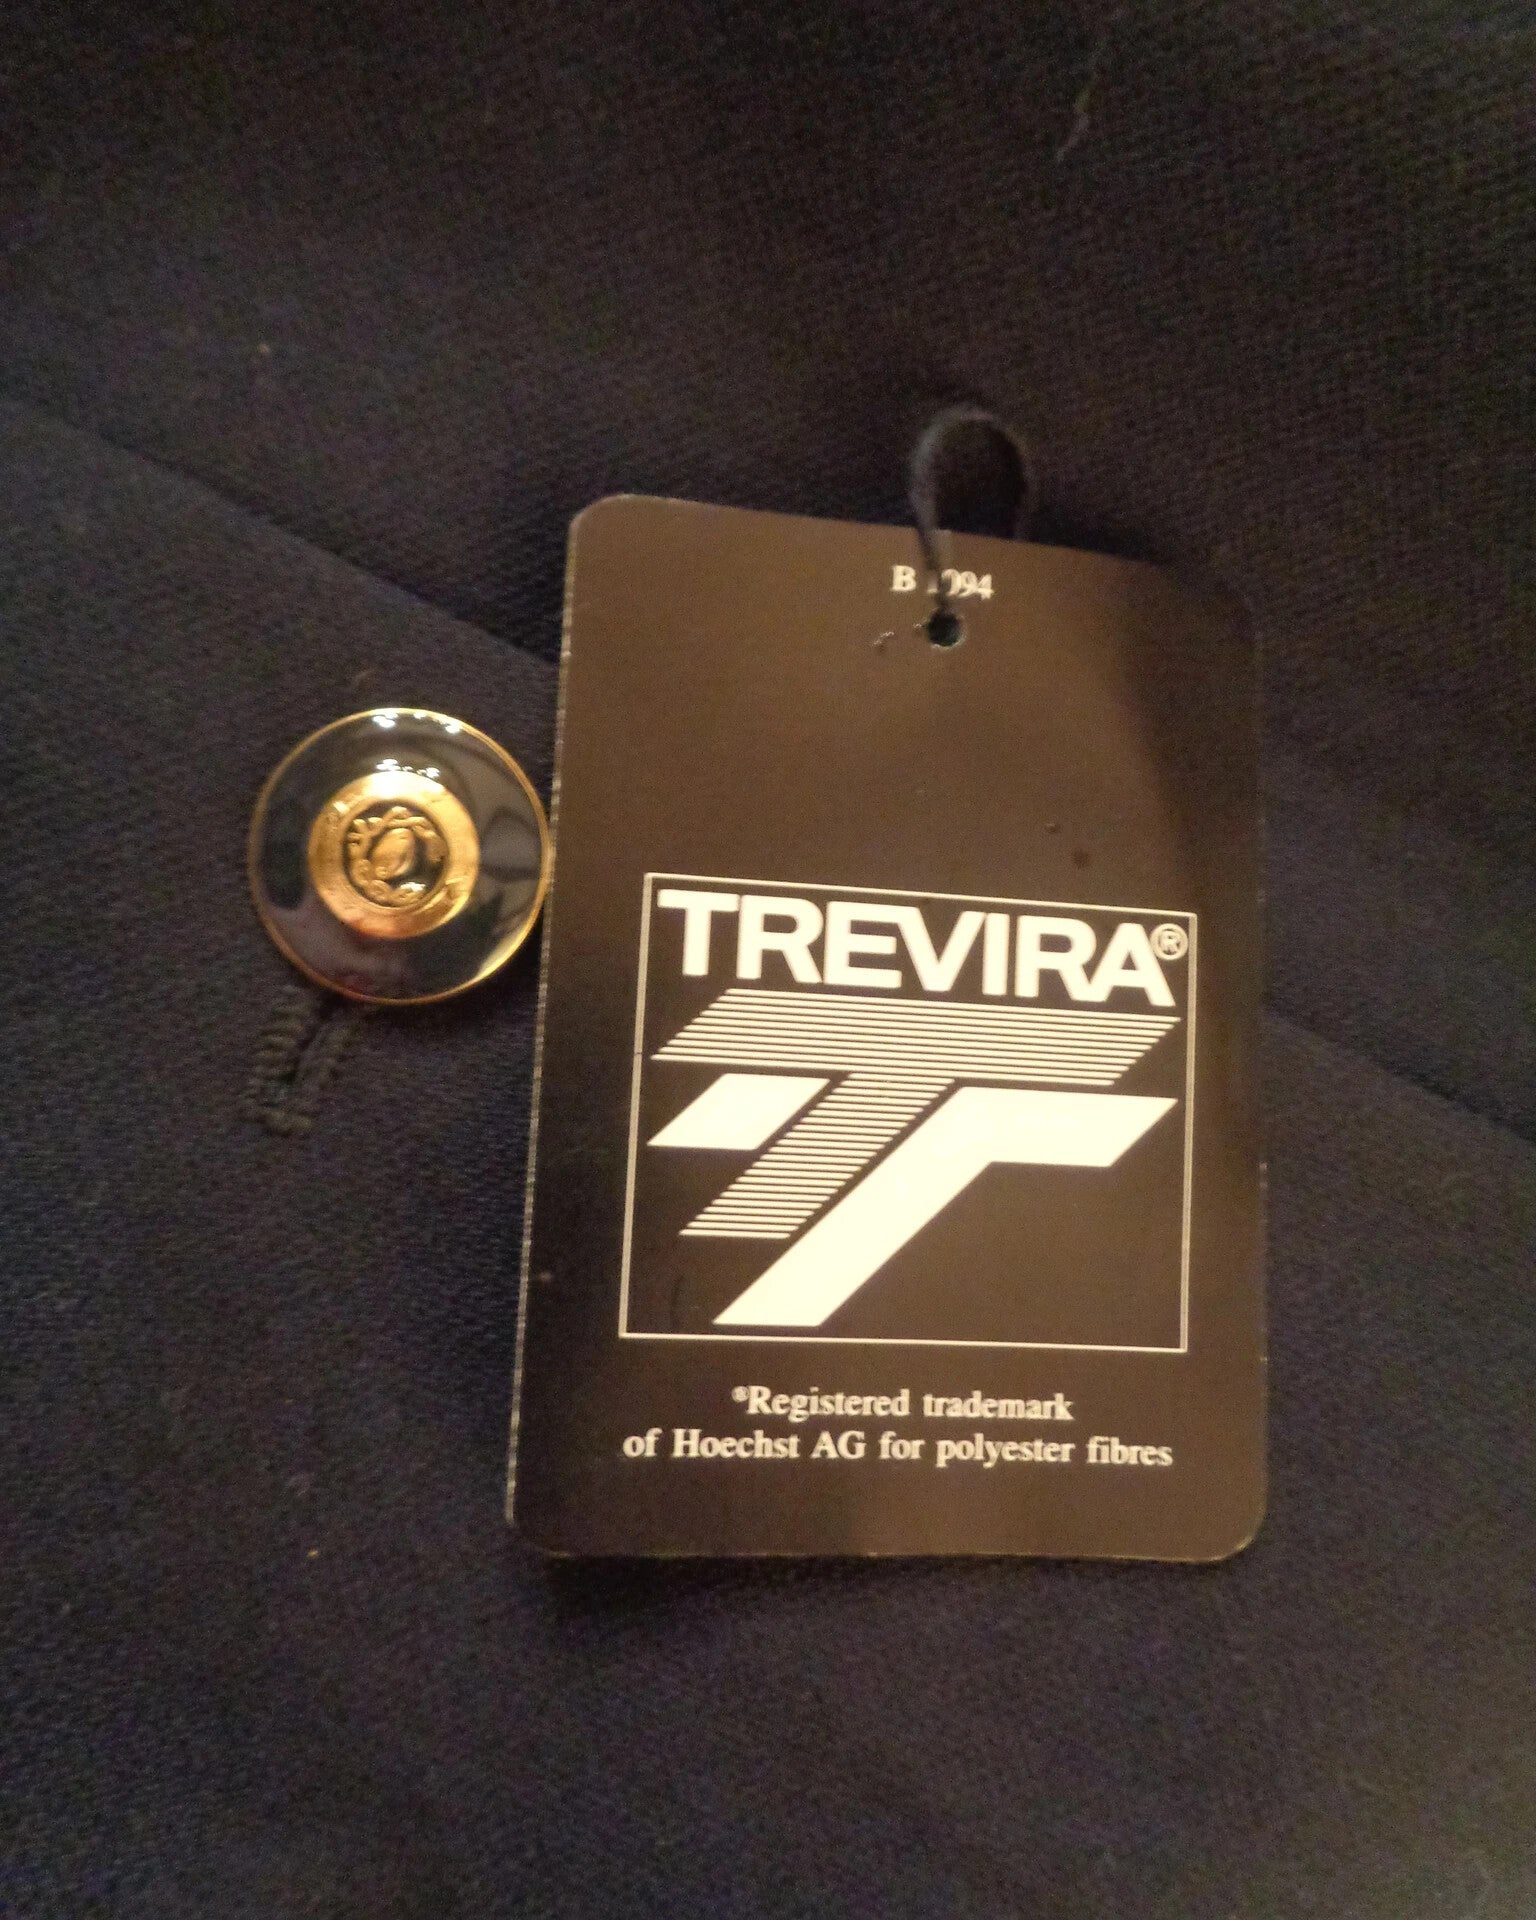 B
TREVIRA®
®Registered trademark
of Hoechst AG for polyester fibres